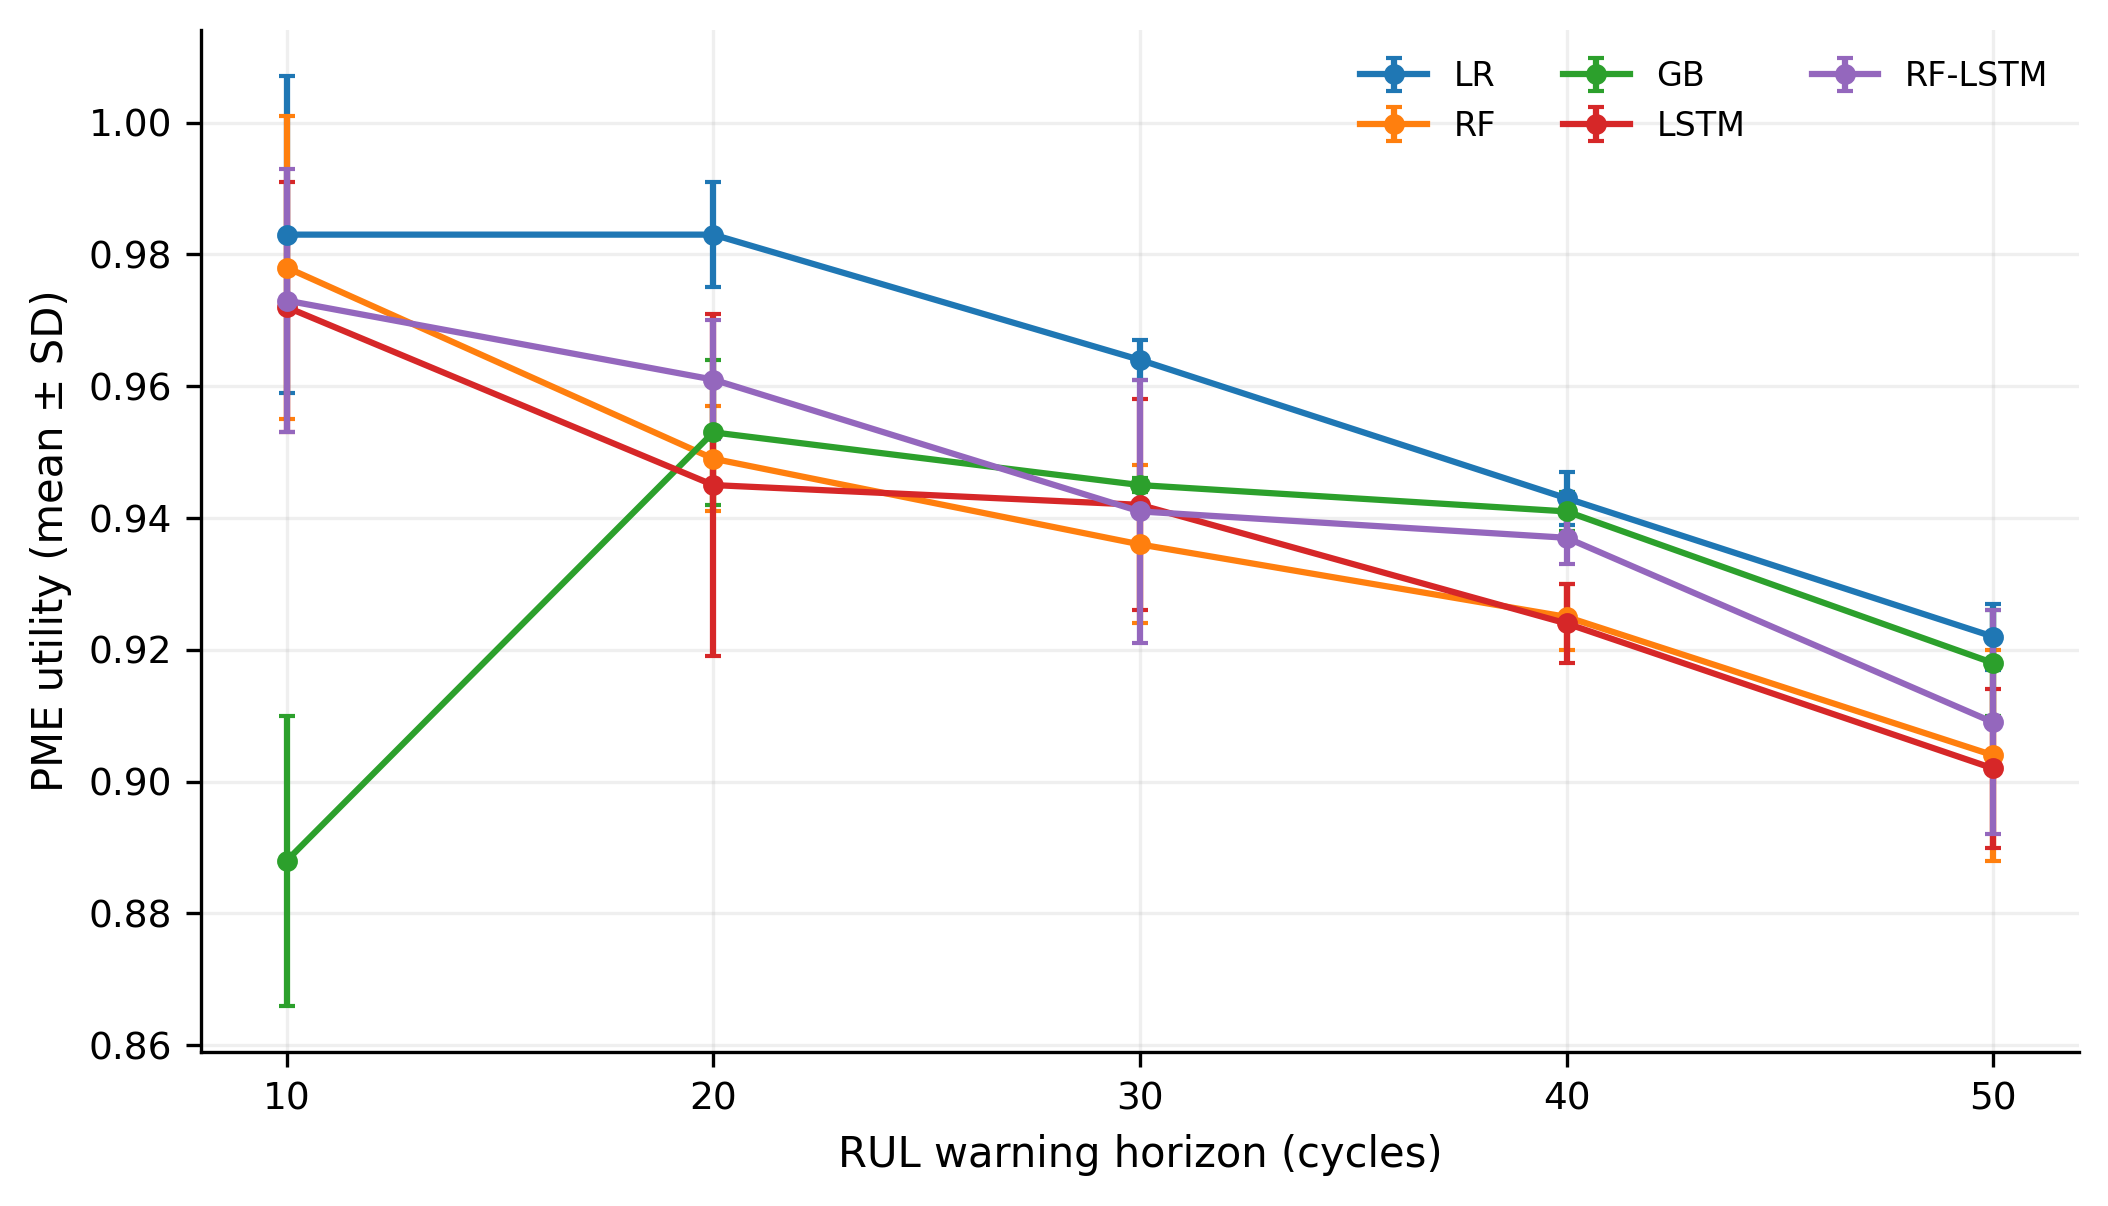 LR
RF
GB
LSTM
RF-LSTM
PME utility (mean ± SD)
1.00
0.98
0.96
0.94
0.92
0.90
0.88
0.86
10 20 30 40 50
RUL warning horizon (cycles)